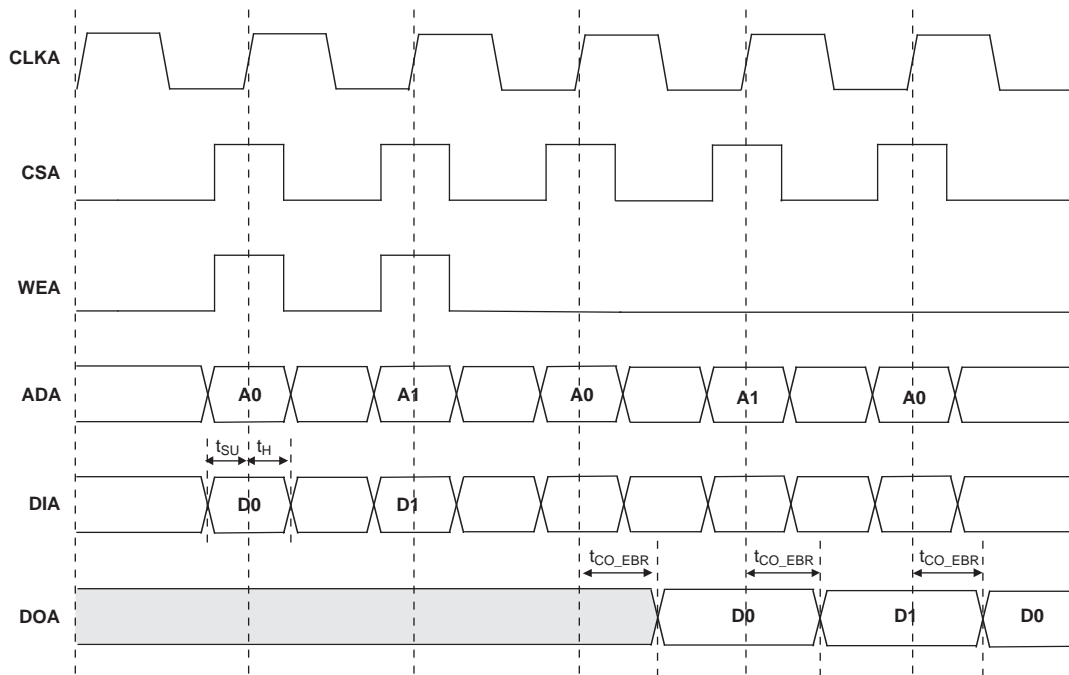 CLKA
CSA
WEA
ADA A0 A1 A0 A1 A0
tSU tH
DIA D0 D1
tCO_EBR tCO_EBR tCO_EBR
DOA D0 D1 D0